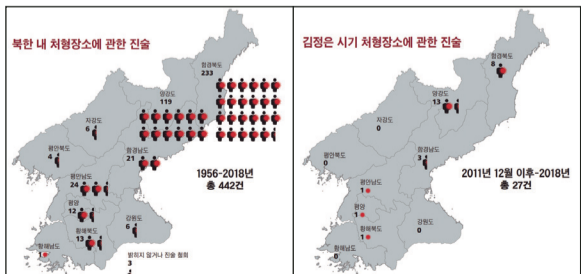 북한 내 처형장소에 관한 진술
함경북도
233
양강도
119
자강도
6
평안북도
4
함경남도
21
평안남도
24
평양
12
황해북도
13
황해남도
1
강원도
6
1956-2018년
총 442건
밝히지 않거나 진술 철회
3
김정은 시기 처형장소에 관한 진술
함경북도
8
양강도
13
자강도
0
평안북도
0
함경남도
3
평안남도
1
평양
1
황해북도
1
황해남도
0
강원도
0
2011년 12월 이후-2018년
총 27건